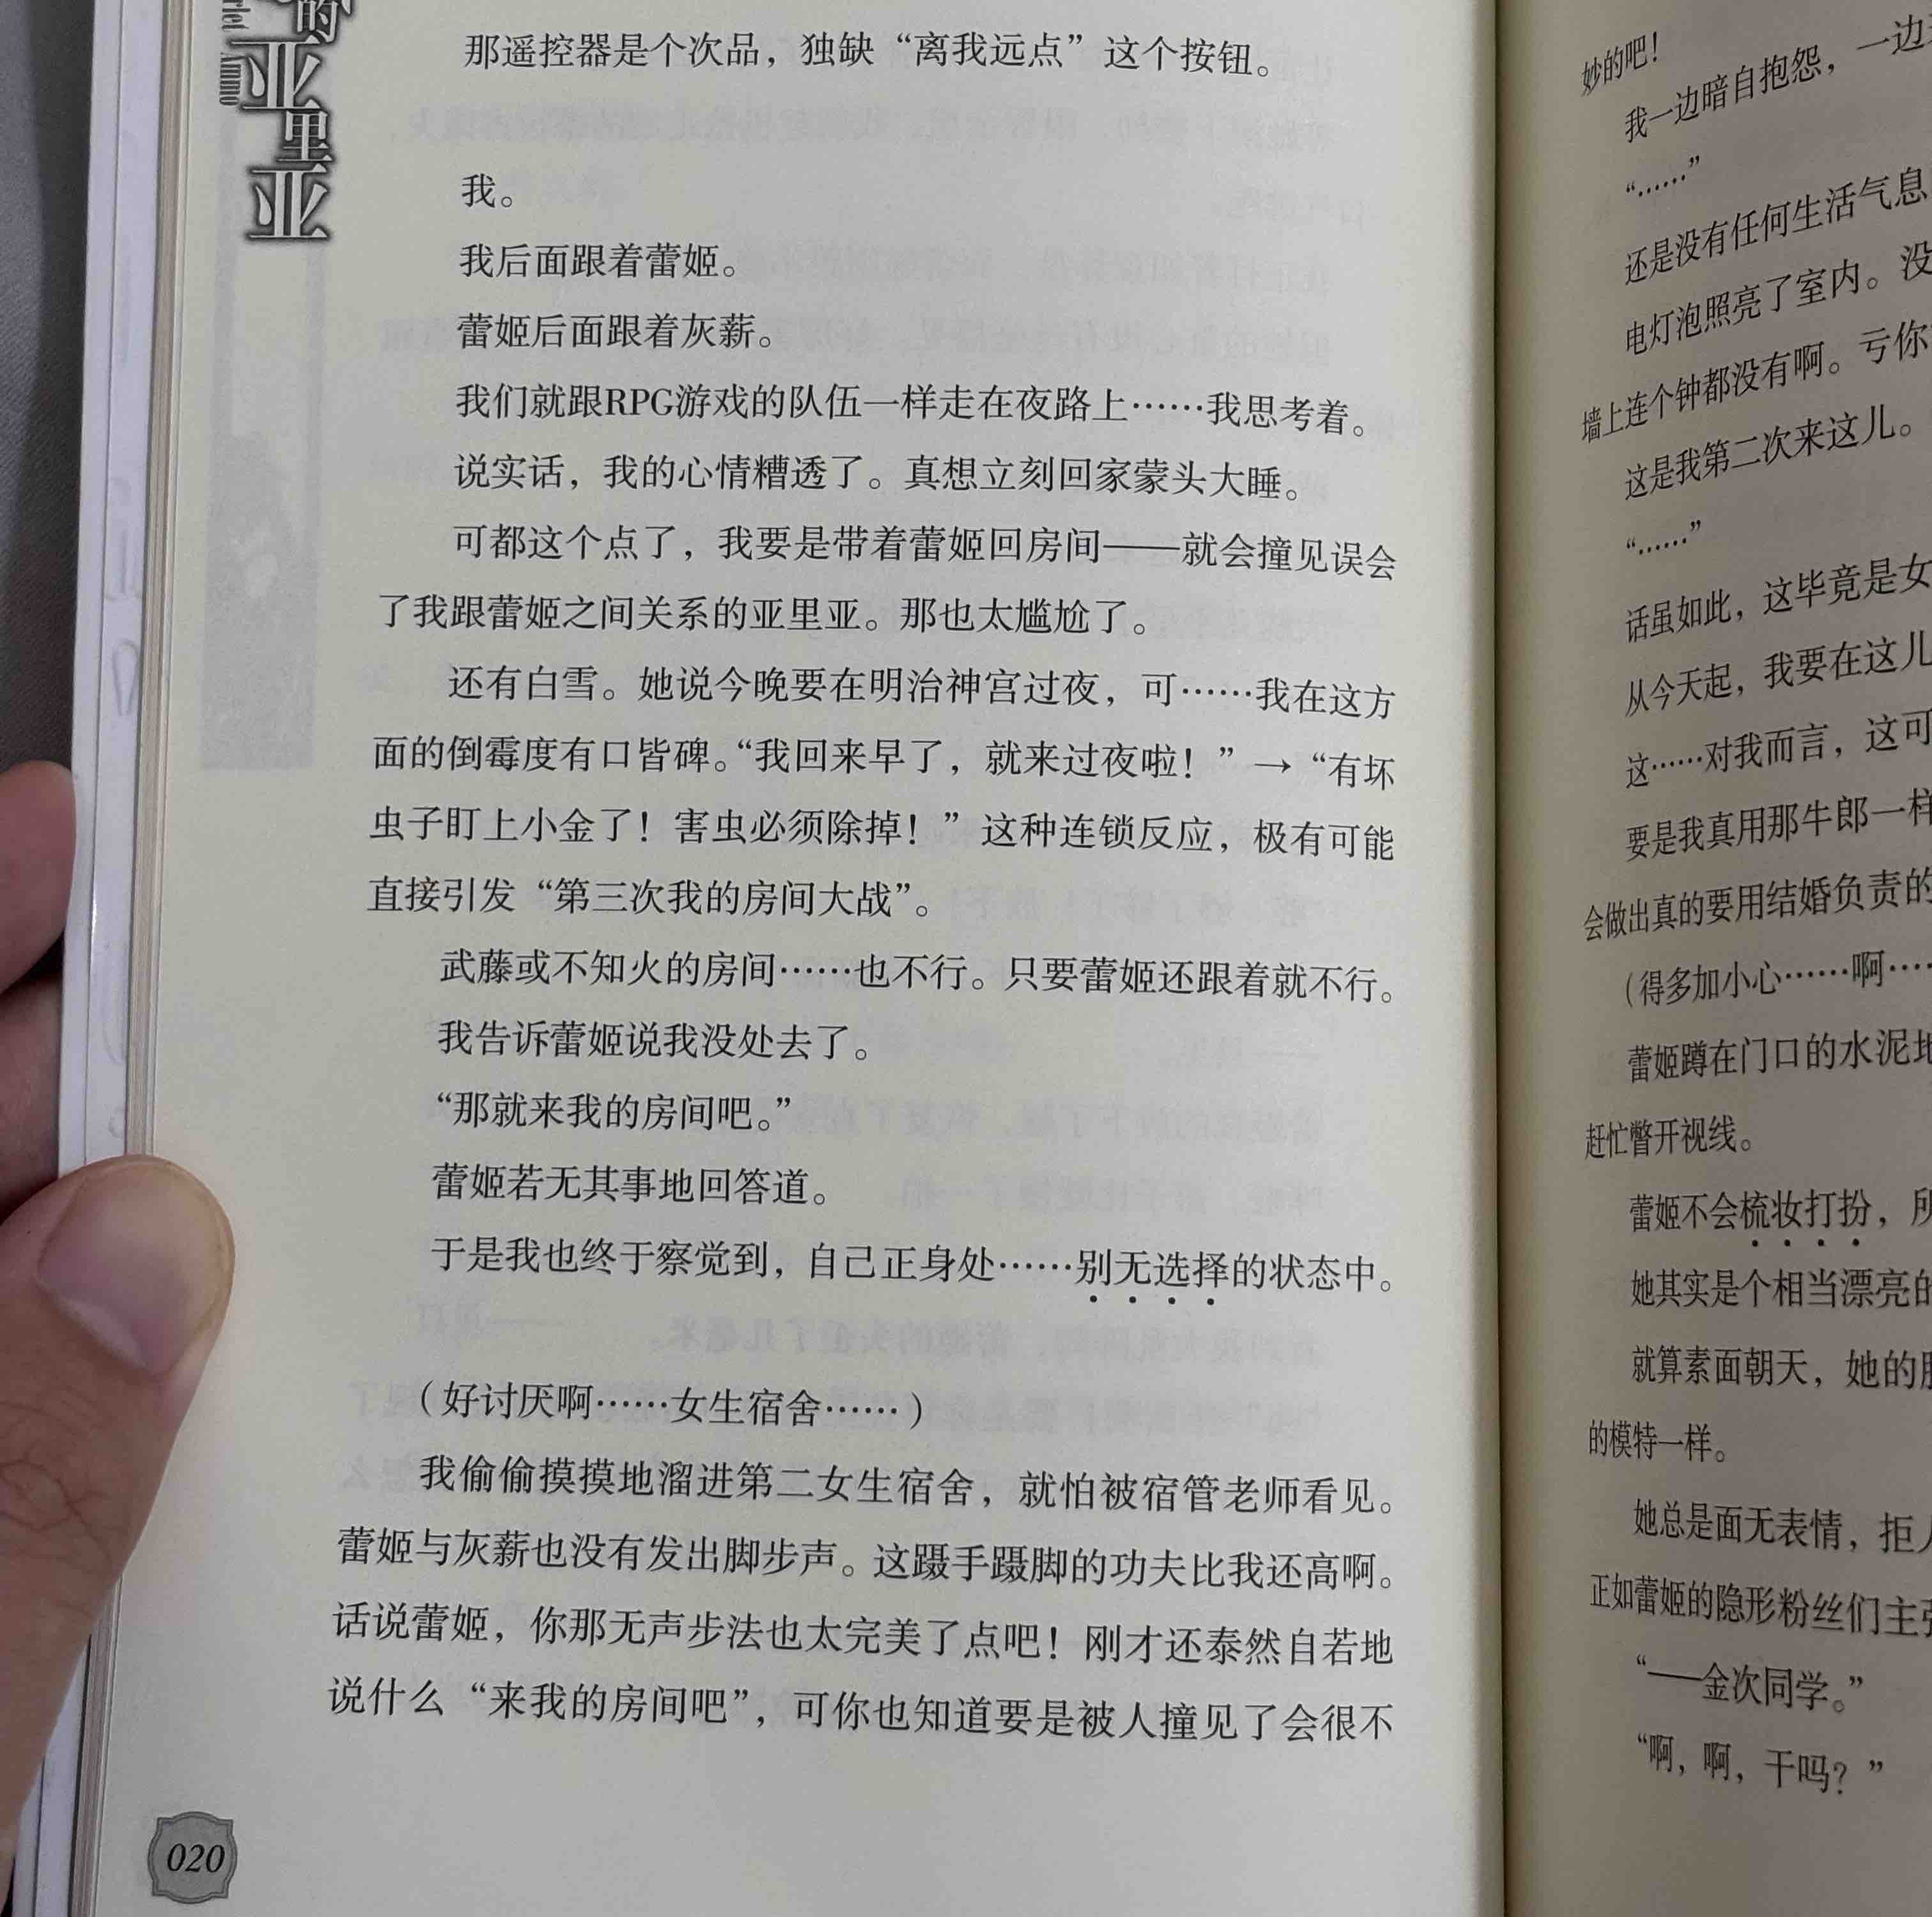 的
亚
里
亚
那遥控器是个次品，独缺“离我远点”这个按钮。
我。
我后面跟着蕾姬。
蕾姬后面跟着灰薪。
我们就跟RPG游戏的队伍一样走在夜路上……我思考着。
说实话，我的心情糟透了。真想立刻回家蒙头大睡。
可都这个点了，我要是带着蕾姬回房间——就会撞见误会
了我跟蕾姬之间关系的亚里亚。那也太尴尬了。
还有白雪。她说今晚要在明治神宫过夜，可……我在这方
面的倒霉度有口皆碑。“我回来早了，就来过夜啦！”→“有坏
虫子盯上小金了！害虫必须除掉！”这种连锁反应，极有可能
直接引发“第三次我的房间大战”。
武藤或不知火的房间……也不行。只要蕾姬还跟着就不行。
我告诉蕾姬说我没处去了。
“那就来我的房间吧。”
蕾姬若无其事地回答道。
于是我也终于察觉到，自己正身处……别无选择的状态中。
（好讨厌啊……女生宿舍……）
我偷偷摸摸地溜进第二女生宿舍，就怕被宿管老师看见。
蕾姬与灰薪也没有发出脚步声。这蹑手蹑脚的功夫比我还高啊。
话说蕾姬，你那无声步法也太完美了点吧！刚才还泰然自若地
说什么“来我的房间吧”，可你也知道要是被人撞见了会很不
020
妙的吧！
我一边暗自抱怨，一边
“……”
还是没有任何生活气息
电灯泡照亮了室内。没
墙上连个钟都没有啊。亏你
这是我第二次来这儿。
“……”
话虽如此，这毕竟是女
从今天起，我要在这儿
这……对我而言，这可
要是我真用那牛郎一样
会做出真的要用结婚负责的
（得多加小心……啊……
蕾姬蹲在门口的水泥地
赶忙瞥开视线。
蕾姬不会梳妆打扮，所
她其实是个相当漂亮的
就算素面朝天，她的
的模特一样。
她总是面无表情，拒人
正如蕾姬的隐形粉丝们主张
“——金次同学。”
“啊，啊，干吗？”